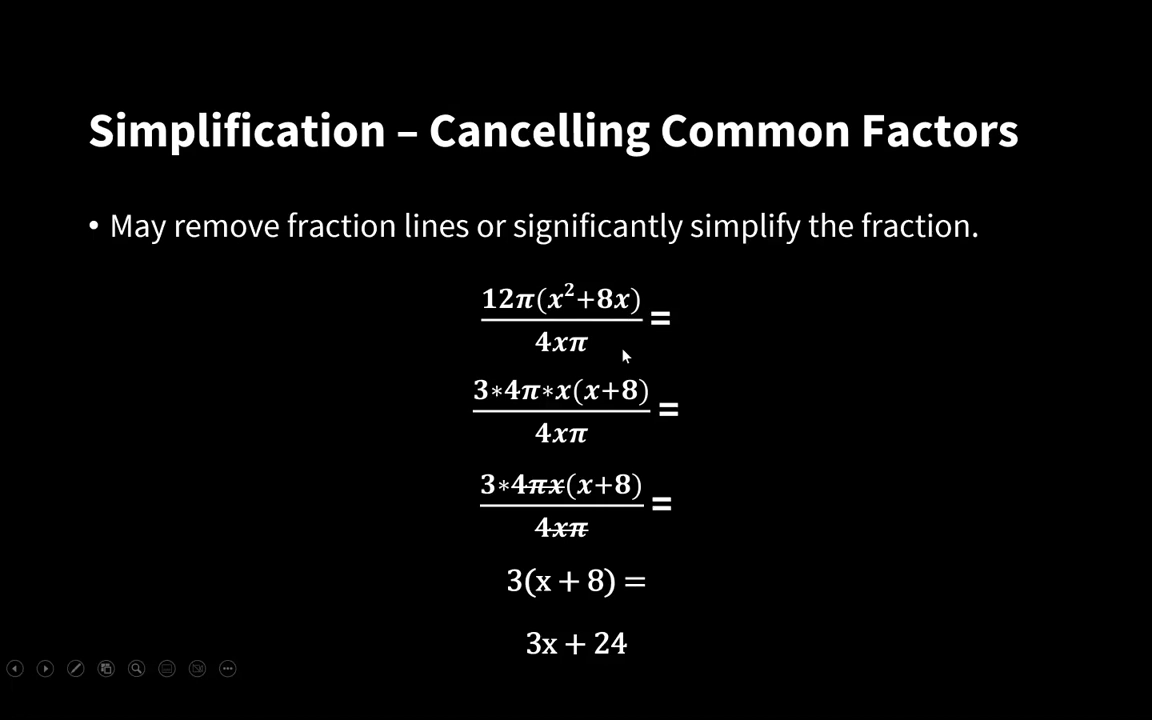 Simplification – Cancelling Common Factors
• May remove fraction lines or significantly simplify the fraction.
12π(x²+8x)
4xπ
=
3∗4π∗x(x+8)
4xπ
=
3∗4πx(x+8)
4xπ
=
3(x + 8) =
3x + 24